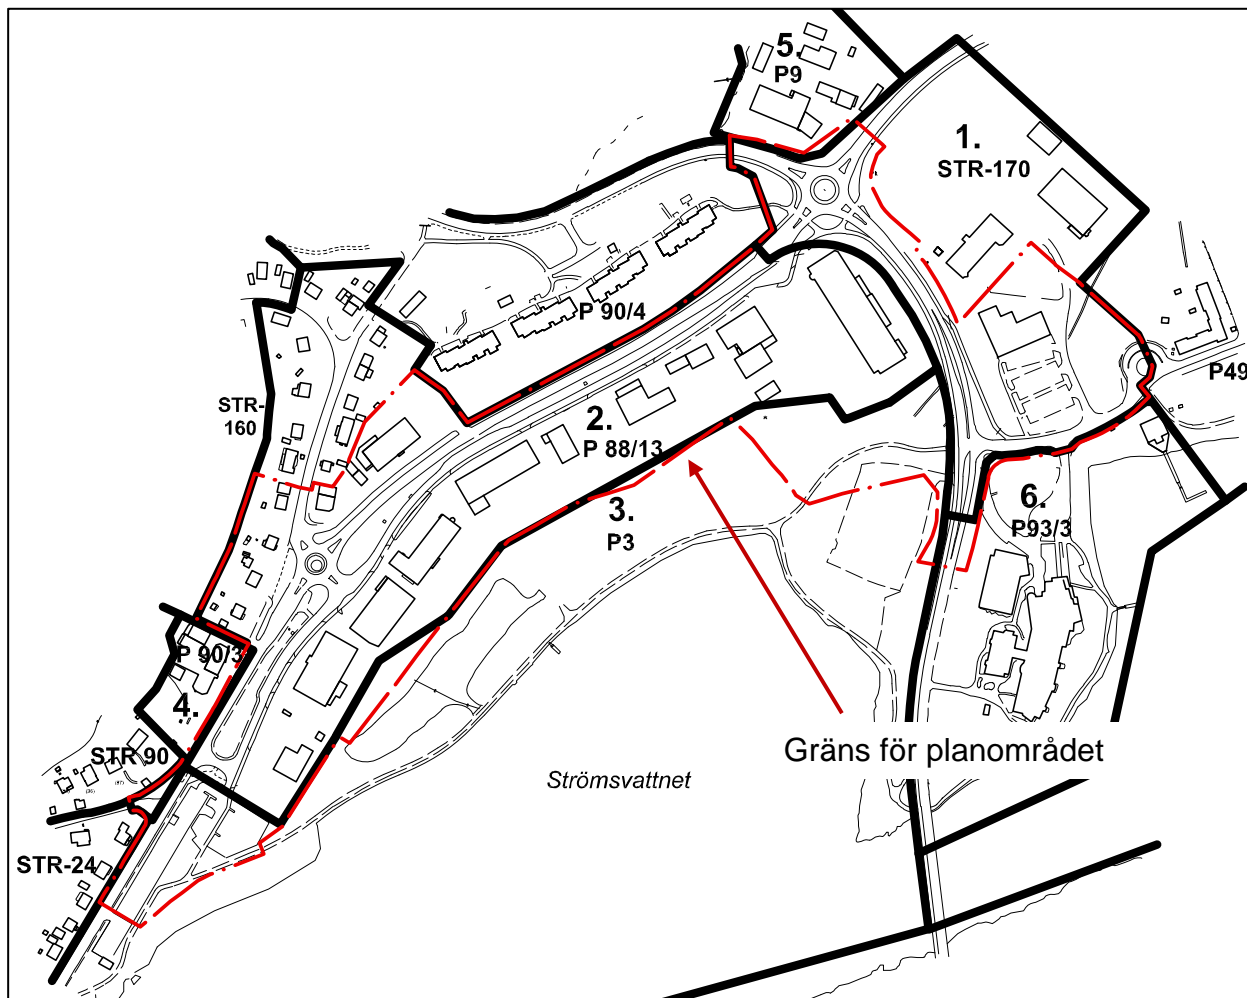 5.
P9
1.
STR-170
P 90/4
P49
STR-
160
2.
P 88/13
3.
P3
6.
P93/3
P 90/3
4.
STR 90
Gräns för planområdet
Strömsvattnet
STR-24